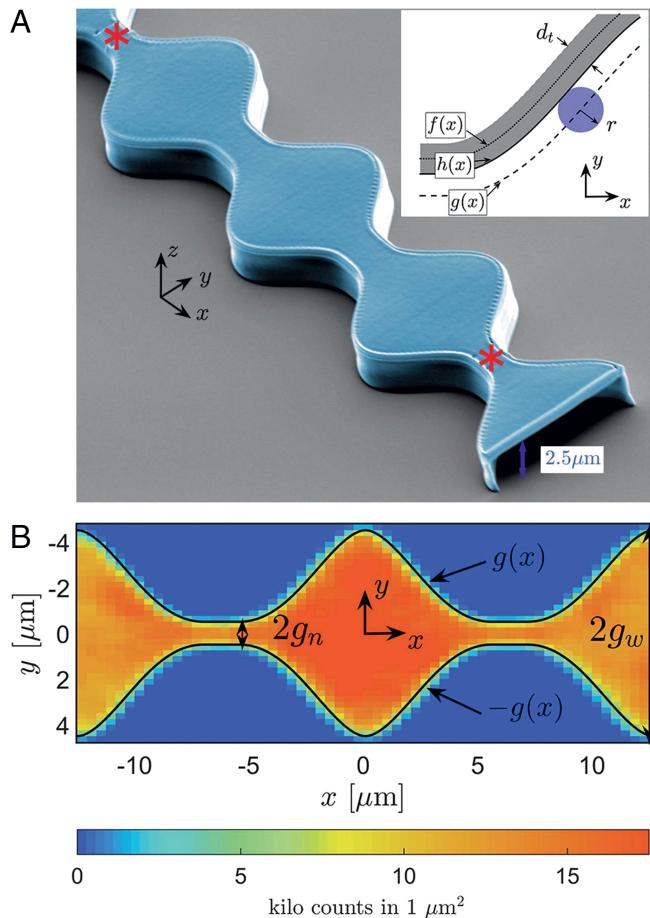 A
d_t
f(x)
h(x)
g(x)
r
y
x
*
z
y
x
*
2.5μm
B
-4
-2
0
2
4
y [μm]
g(x)
y
x
2g_n
2g_w
-g(x)
-10
-5
0
5
10
x [μm]
0
5
10
15
kilo counts in 1 μm²